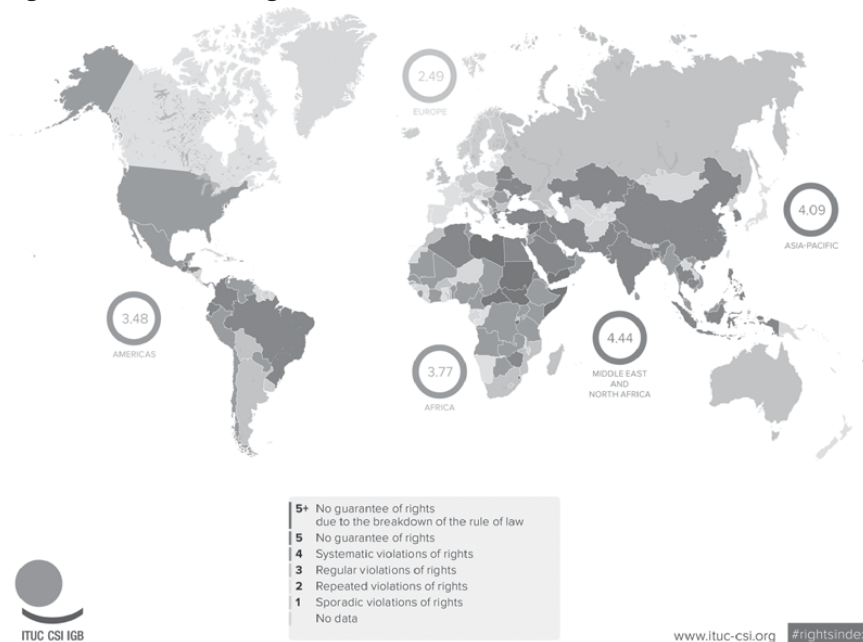 2.49
EUROPE
4.09
ASIA-PACIFIC
3.48
AMERICAS
4.44
MIDDLE EAST
AND
NORTH AFRICA
3.77
AFRICA
5+ No guarantee of rights
due to the breakdown of the rule of law
5 No guarantee of rights
4 Systematic violations of rights
3 Regular violations of rights
2 Repeated violations of rights
1 Sporadic violations of rights
No data
ITUC CSI IGB
www.ituc-csi.org #rightsinde